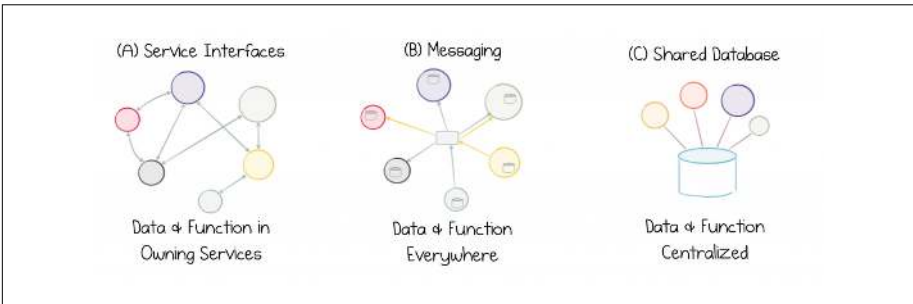 (A) Service Interfaces
Data & Function in
Owning Services
(B) Messaging
Data & Function
Everywhere
(C) Shared Database
Data & Function
Centralized